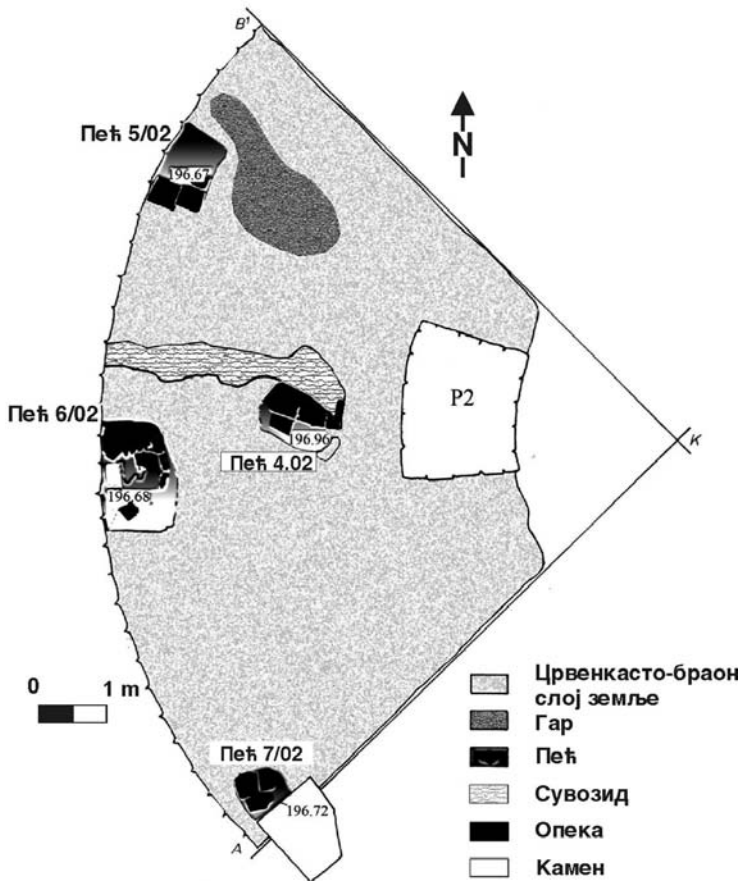 B¹
Пећ 5/02
N
196.67
P2
Пећ 6/02
196.96
Пећ 4.02
K
196.68
0 1 m
Пећ 7/02
196.72
A
Црвенкасто-браон
слој земље
Гар
Пећ
Сувозид
Опека
Камен